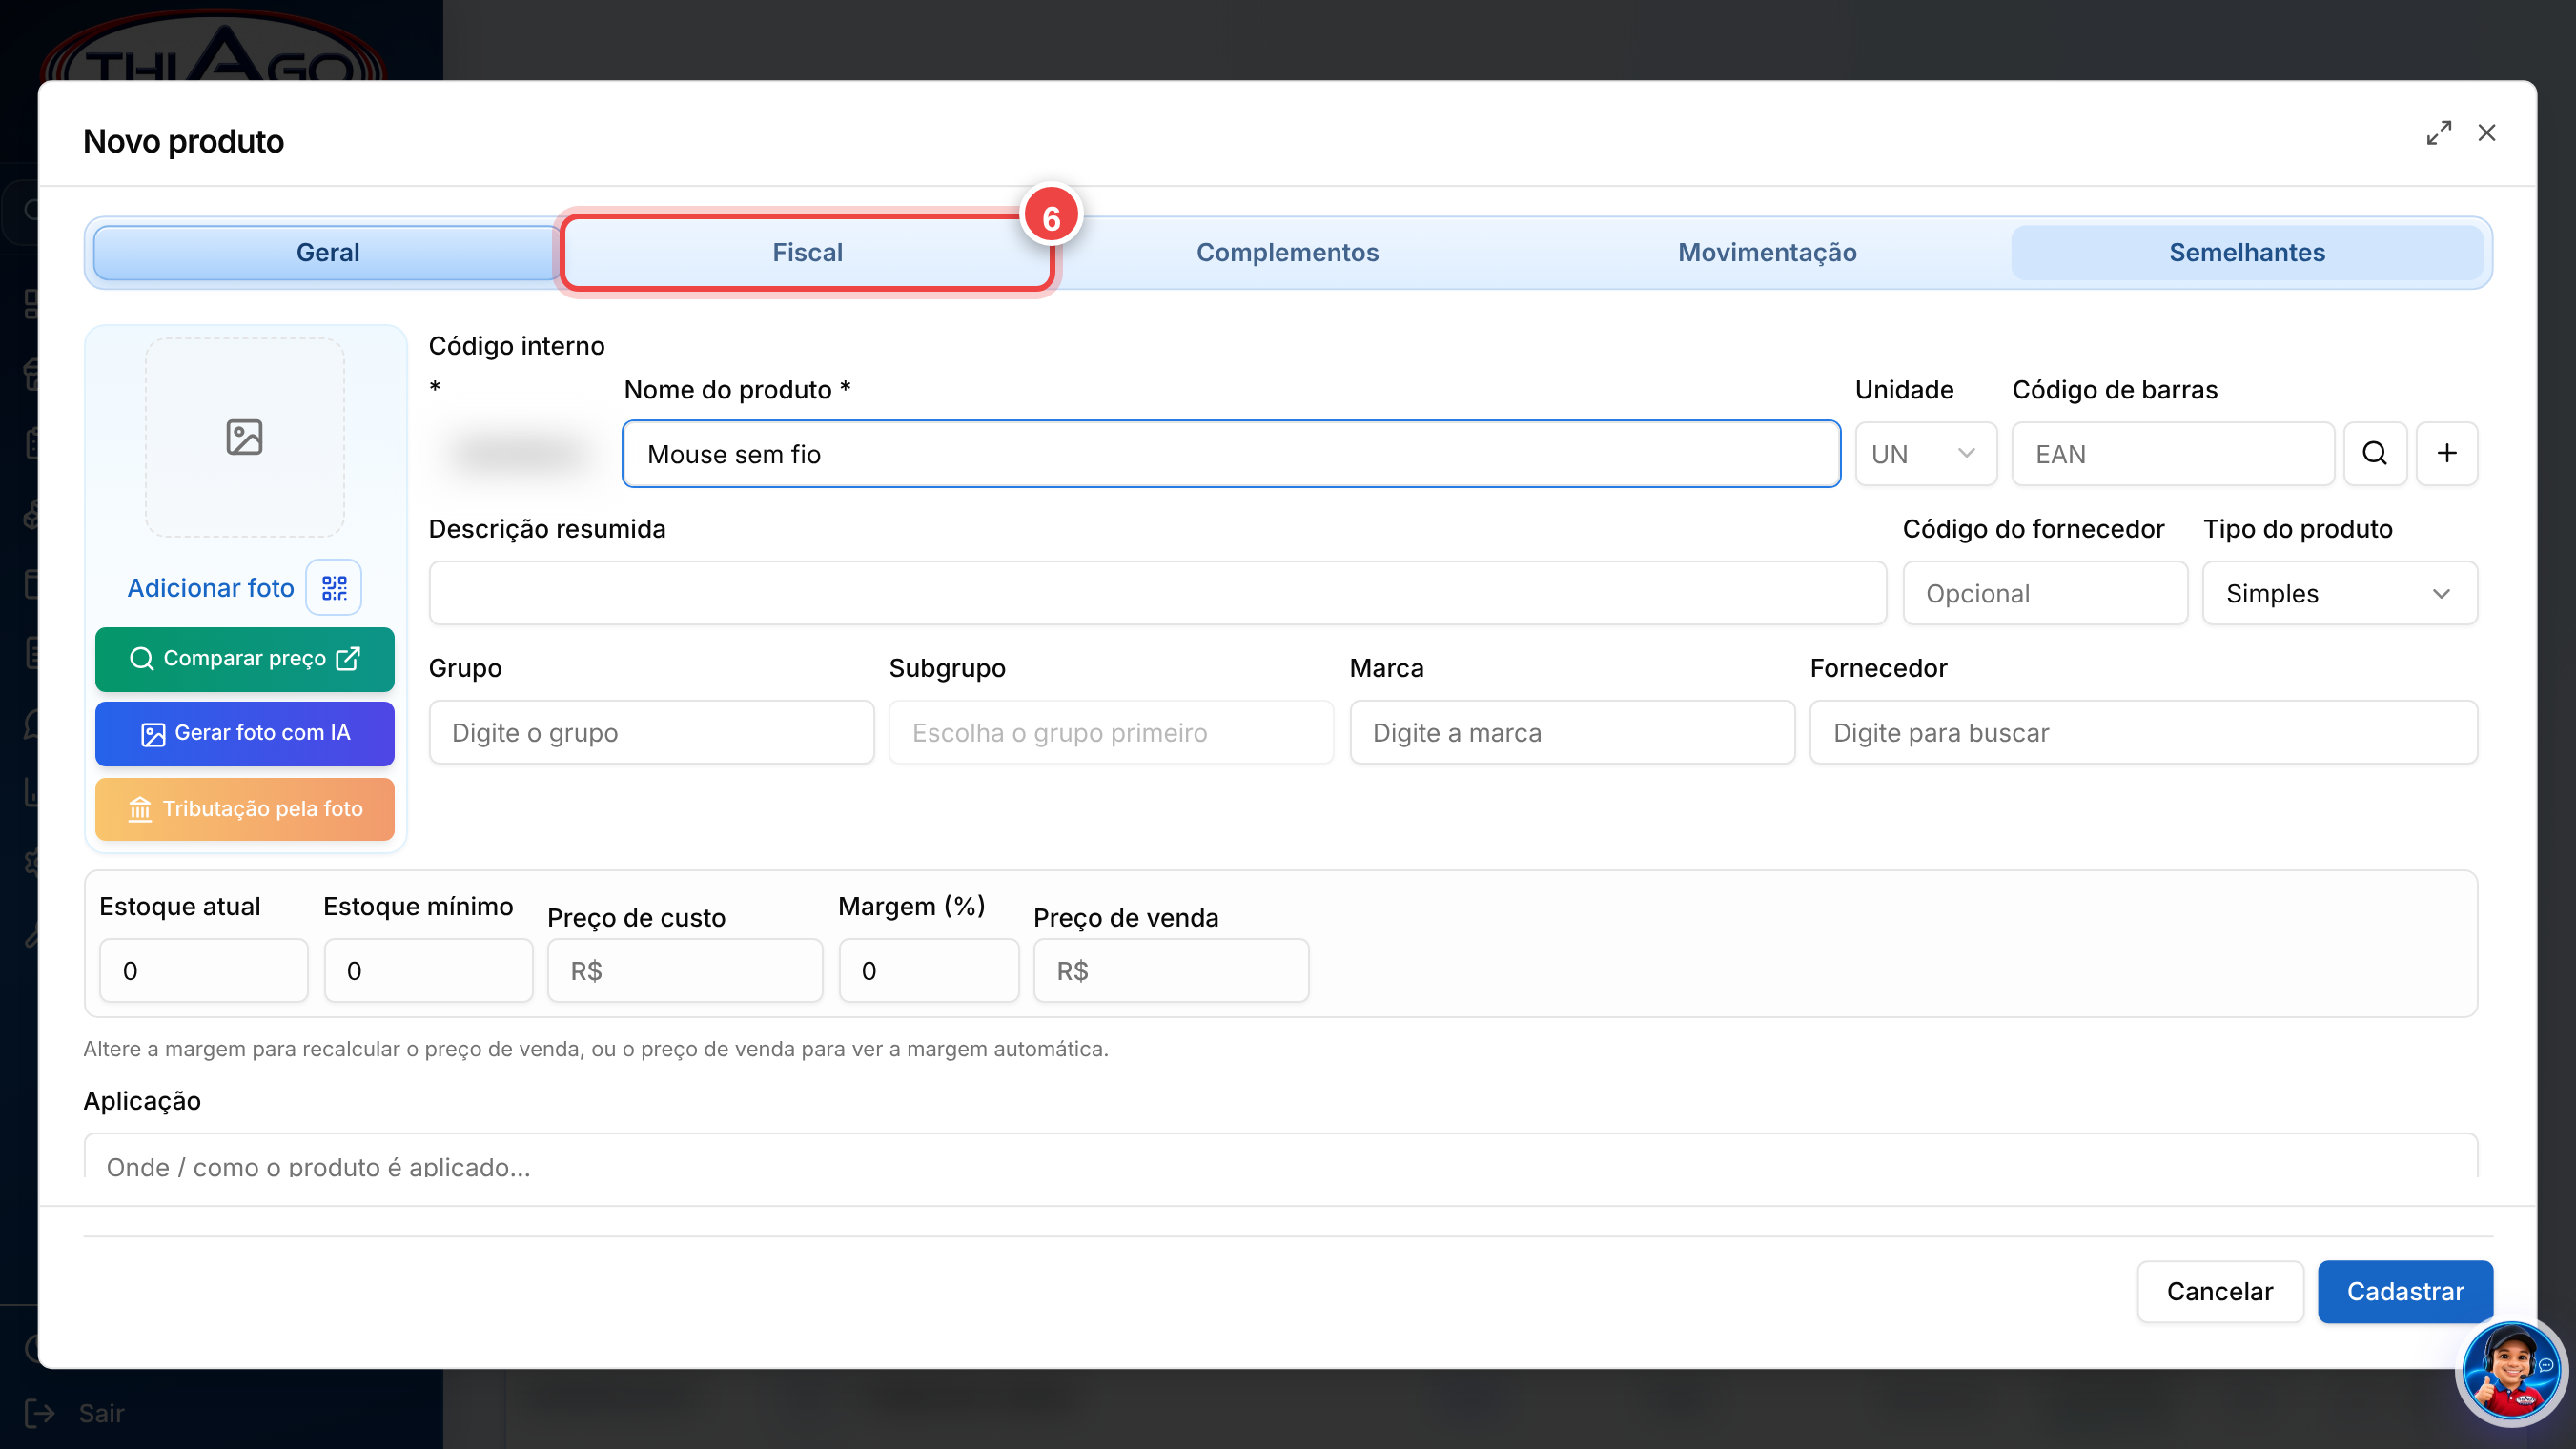 THIAGO
Novo produto
6
Geral
Fiscal
Complementos
Movimentação
Semelhantes
Código interno
*
Nome do produto *
Unidade
Código de barras
Mouse sem fio
UN
EAN
Descrição resumida
Código do fornecedor
Tipo do produto
Adicionar foto
Opcional
Simples
Comparar preço
Grupo
Subgrupo
Marca
Fornecedor
Gerar foto com IA
Digite o grupo
Escolha o grupo primeiro
Digite a marca
Digite para buscar
Tributação pela foto
Estoque atual
Estoque mínimo
Preço de custo
Margem (%)
Preço de venda
0
0
R$
0
R$
Altere a margem para recalcular o preço de venda, ou o preço de venda para ver a margem automática.
Aplicação
Onde / como o produto é aplicado...
Cancelar
Cadastrar
Sair